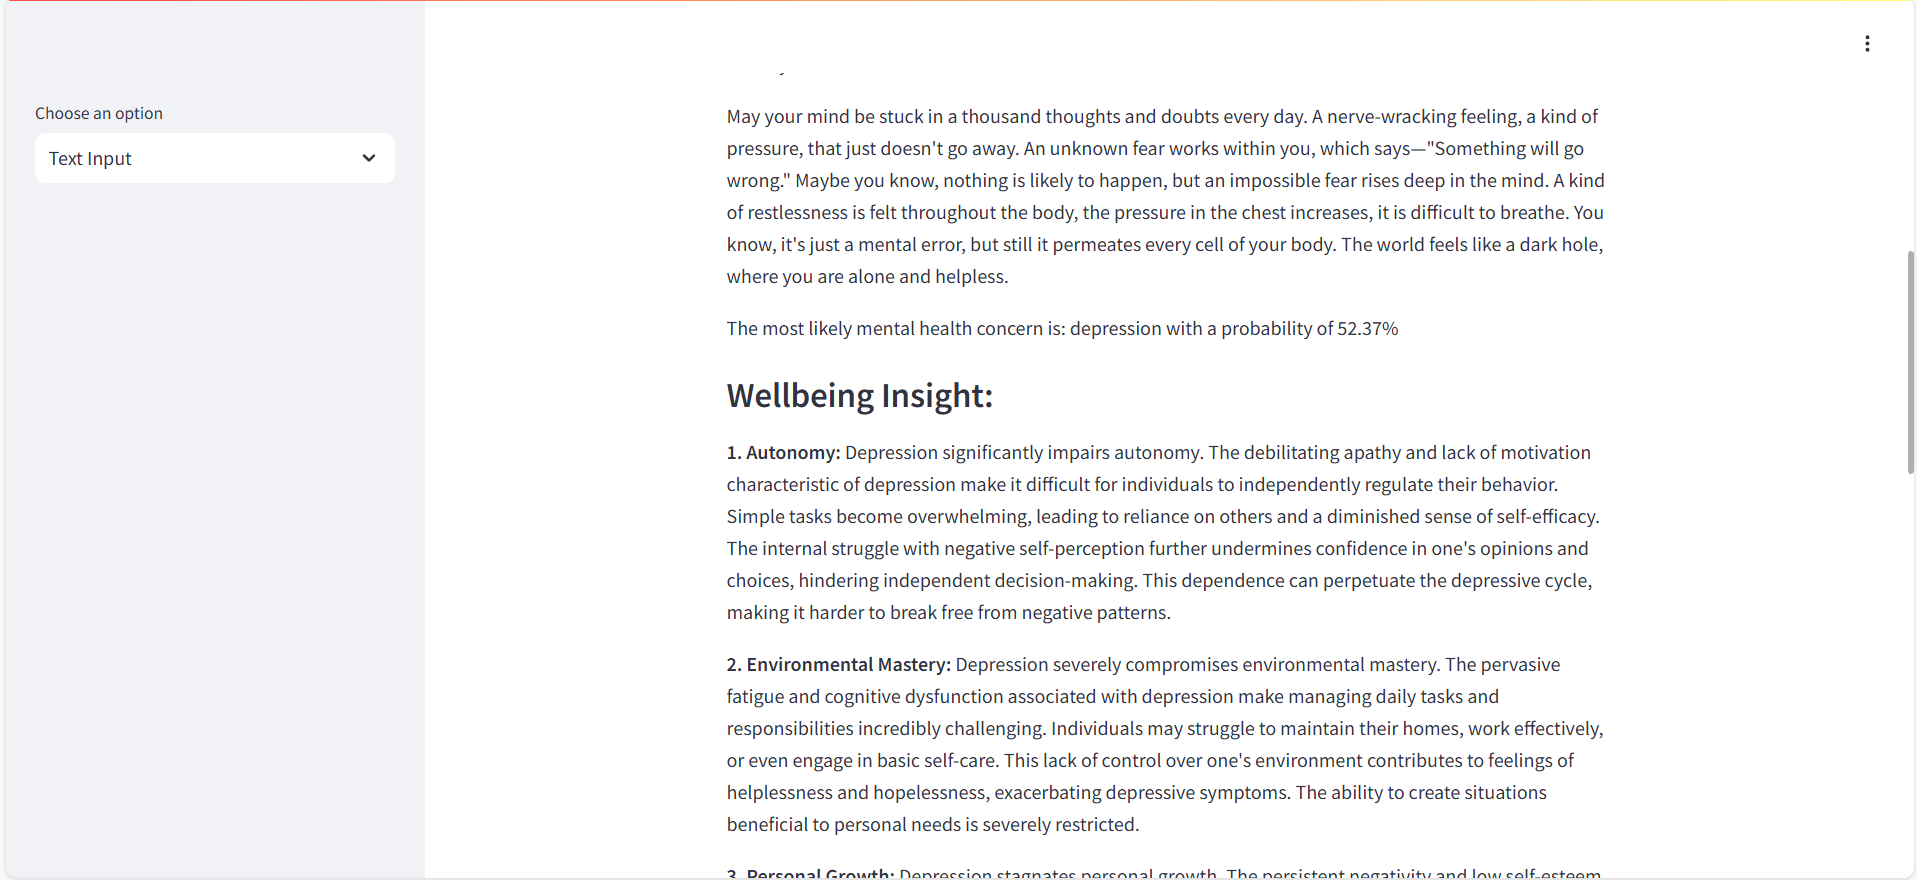 Choose an option
Text Input
May your mind be stuck in a thousand thoughts and doubts every day. A nerve-wracking feeling, a kind of
pressure, that just doesn't go away. An unknown fear works within you, which says—"Something will go
wrong." Maybe you know, nothing is likely to happen, but an impossible fear rises deep in the mind. A kind
of restlessness is felt throughout the body, the pressure in the chest increases, it is difficult to breathe. You
know, it's just a mental error, but still it permeates every cell of your body. The world feels like a dark hole,
where you are alone and helpless.
The most likely mental health concern is: depression with a probability of 52.37%
Wellbeing Insight:
1. Autonomy: Depression significantly impairs autonomy. The debilitating apathy and lack of motivation
characteristic of depression make it difficult for individuals to independently regulate their behavior.
Simple tasks become overwhelming, leading to reliance on others and a diminished sense of self-efficacy.
The internal struggle with negative self-perception further undermines confidence in one's opinions and
choices, hindering independent decision-making. This dependence can perpetuate the depressive cycle,
making it harder to break free from negative patterns.
2. Environmental Mastery: Depression severely compromises environmental mastery. The pervasive
fatigue and cognitive dysfunction associated with depression make managing daily tasks and
responsibilities incredibly challenging. Individuals may struggle to maintain their homes, work effectively,
or even engage in basic self-care. This lack of control over one's environment contributes to feelings of
helplessness and hopelessness, exacerbating depressive symptoms. The ability to create situations
beneficial to personal needs is severely restricted.
3. Personal Growth: Depression stagnates personal growth. The persistent negativity and low self-esteem